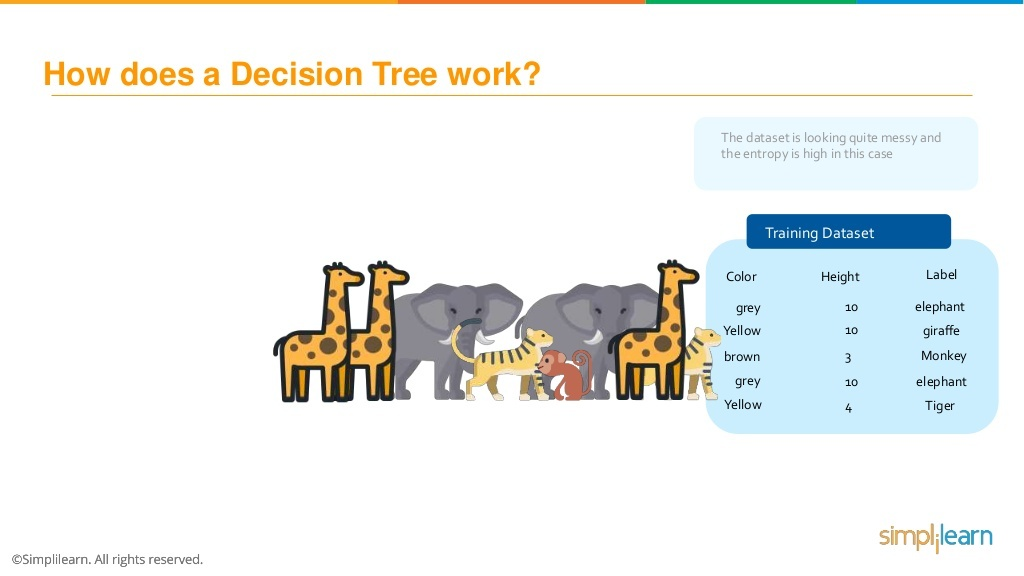 How does a Decision Tree work?
The dataset is looking quite messy and
the entropy is high in this case
Training Dataset
Color Height Label
grey 10 elephant
Yellow 10 giraffe
brown 3 Monkey
grey 10 elephant
Yellow 4 Tiger
simplilearn
©Simplilearn. All rights reserved.